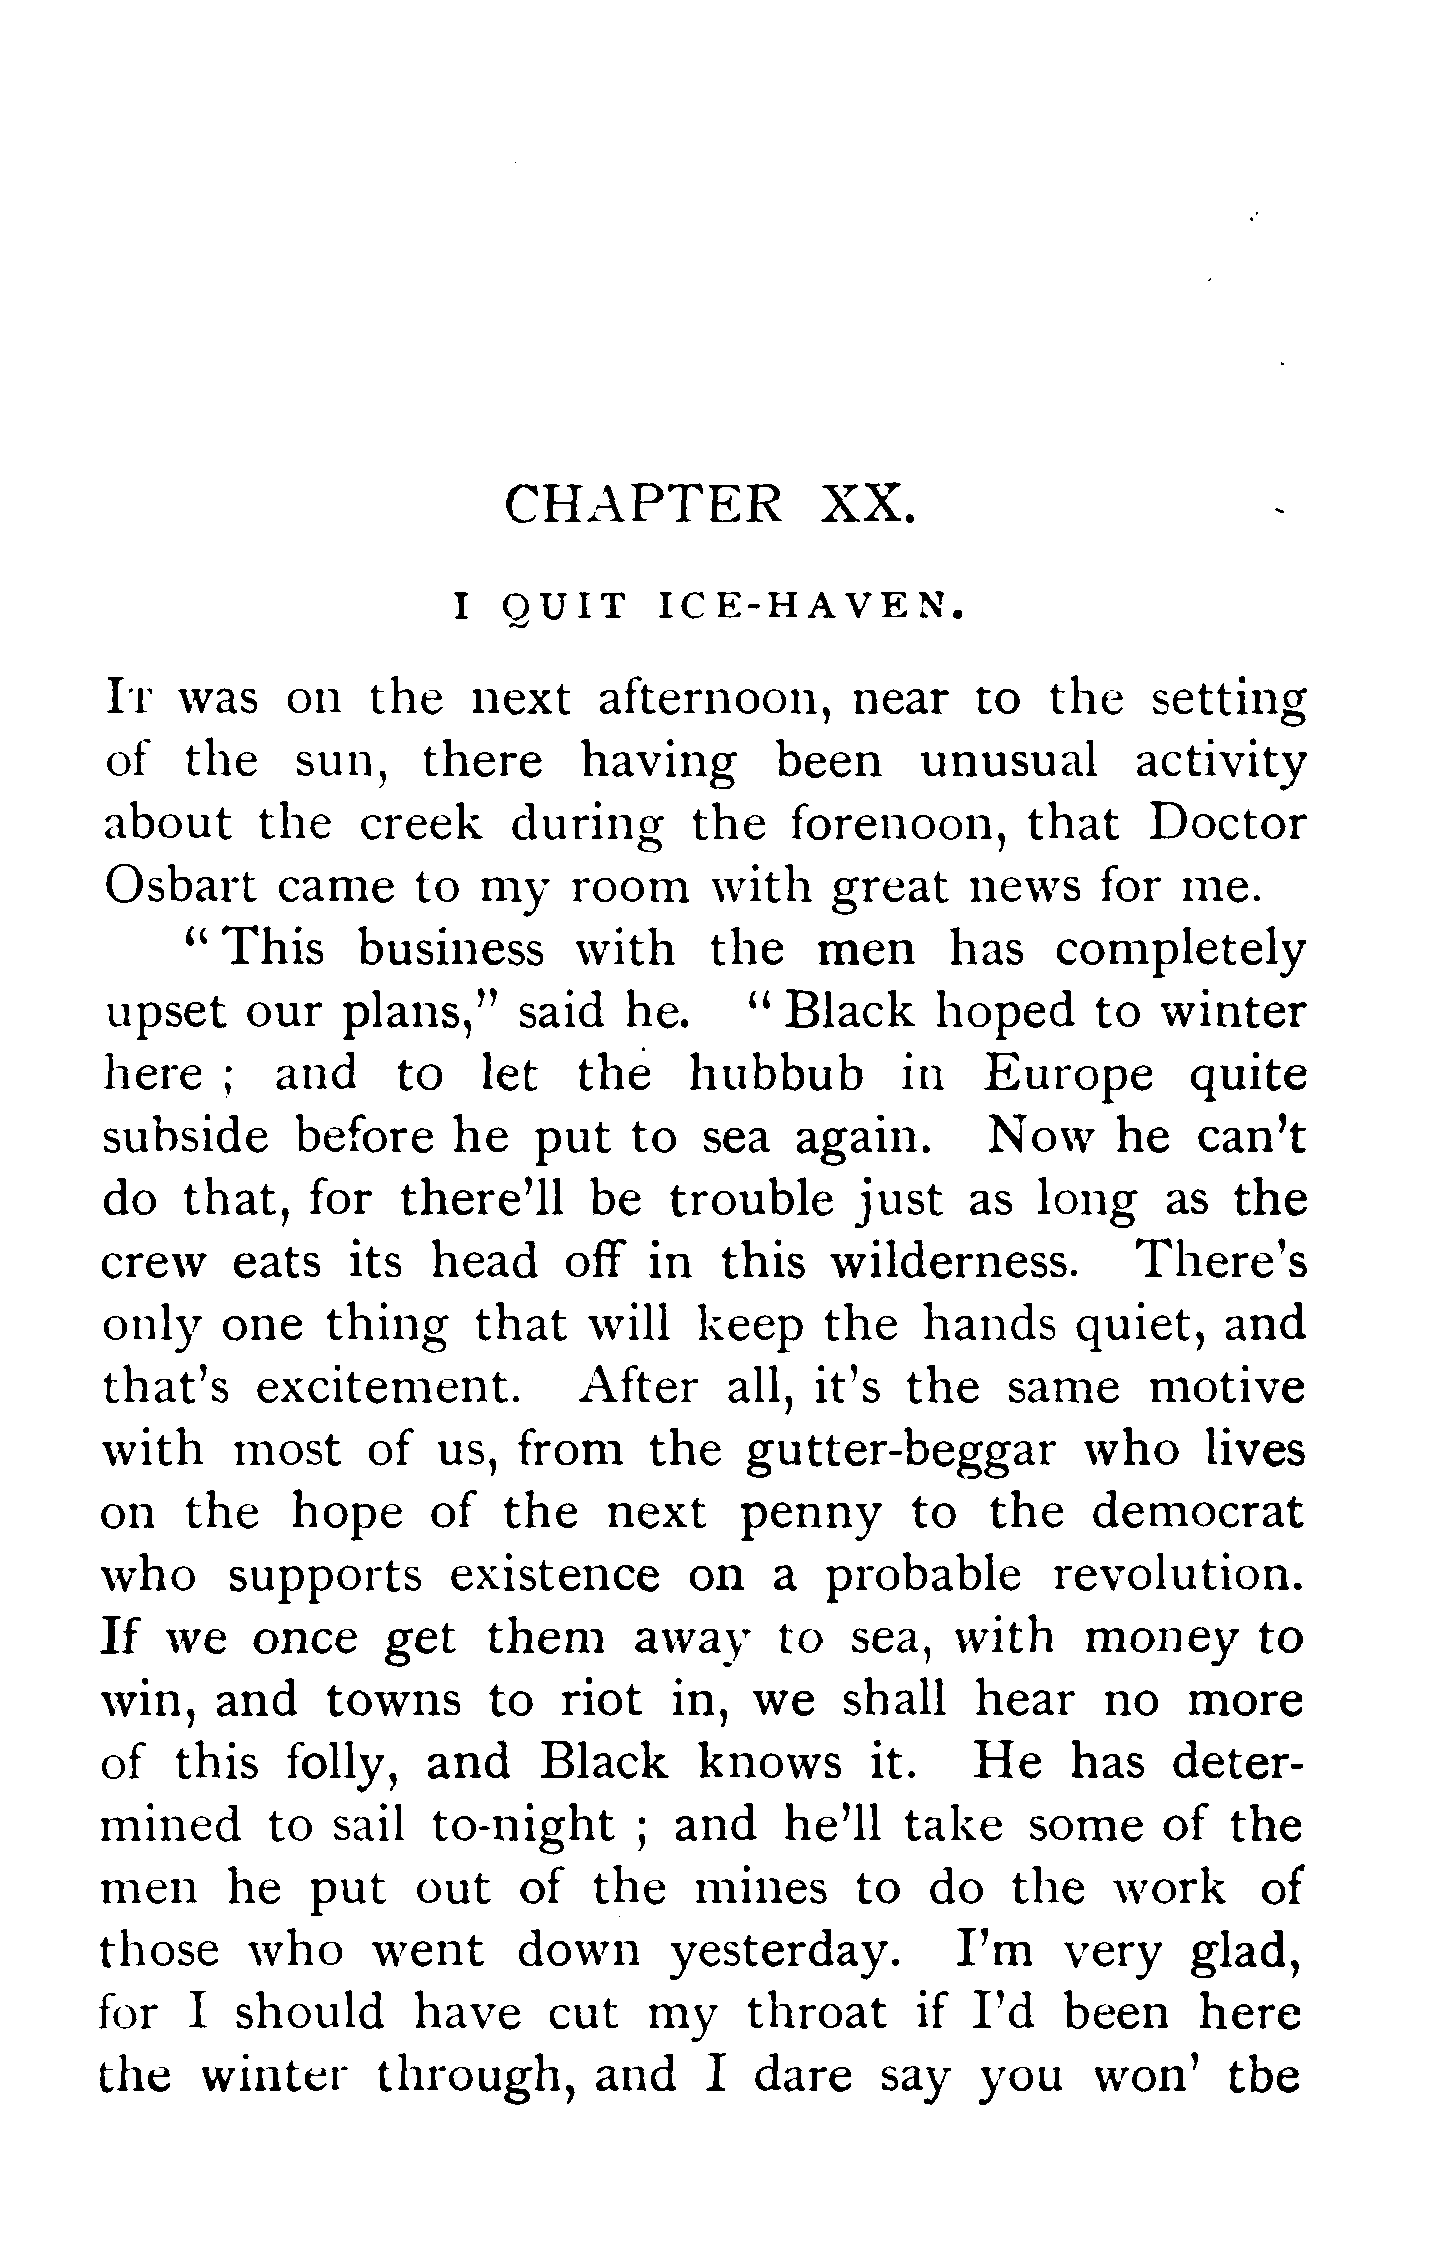 CHAPTER XX.
I QUIT ICE-HAVEN.
IT was on the next afternoon, near to the setting
of the sun, there having been unusual activity
about the creek during the forenoon, that Doctor
Osbart came to my room with great news for me.
“This business with the men has completely
upset our plans,” said he. “Black hoped to winter
here ; and to let the hubbub in Europe quite
subside before he put to sea again. Now he can't
do that, for there'll be trouble just as long as the
crew eats its head off in this wilderness. There's
only one thing that will keep the hands quiet, and
that's excitement. After all, it's the same motive
with most of us, from the gutter-beggar who lives
on the hope of the next penny to the democrat
who supports existence on a probable revolution.
If we once get them away to sea, with money to
win, and towns to riot in, we shall hear no more
of this folly, and Black knows it. He has deter-
mined to sail to-night ; and he'll take some of the
men he put out of the mines to do the work of
those who went down yesterday. I'm very glad,
for I should have cut my throat if I'd been here
the winter through, and I dare say you won' tbe